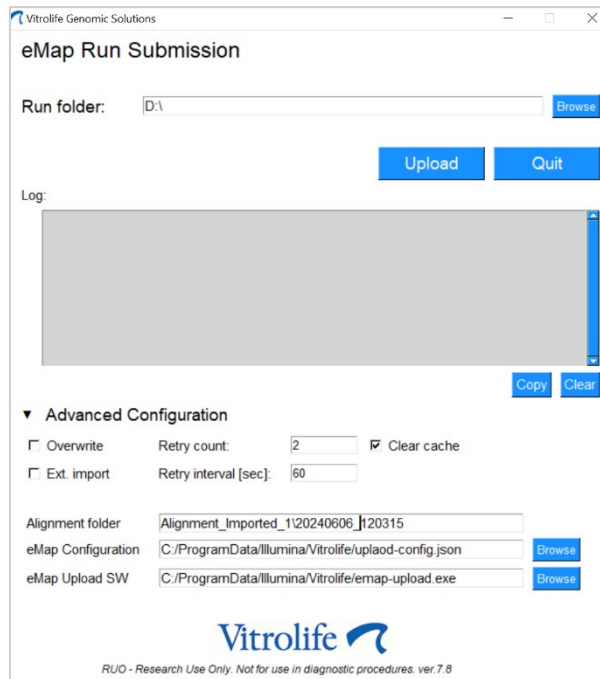 Vitrolife Genomic Solutions
eMap Run Submission
Run folder: D:\ Browse
Upload Quit
Log:
Copy Clear
▼ Advanced Configuration
Overwrite Retry count: 2 Clear cache
Ext. import Retry interval [sec]: 60
Alignment folder Alignment_Imported_1\20240606_120315
eMap Configuration C:/ProgramData/Illumina/Vitrolife/uplaod-config.json Browse
eMap Upload SW C:/ProgramData/Illumina/Vitrolife/emap-upload.exe Browse
Vitrolife
RUO - Research Use Only. Not for use in diagnostic procedures. ver.7.8